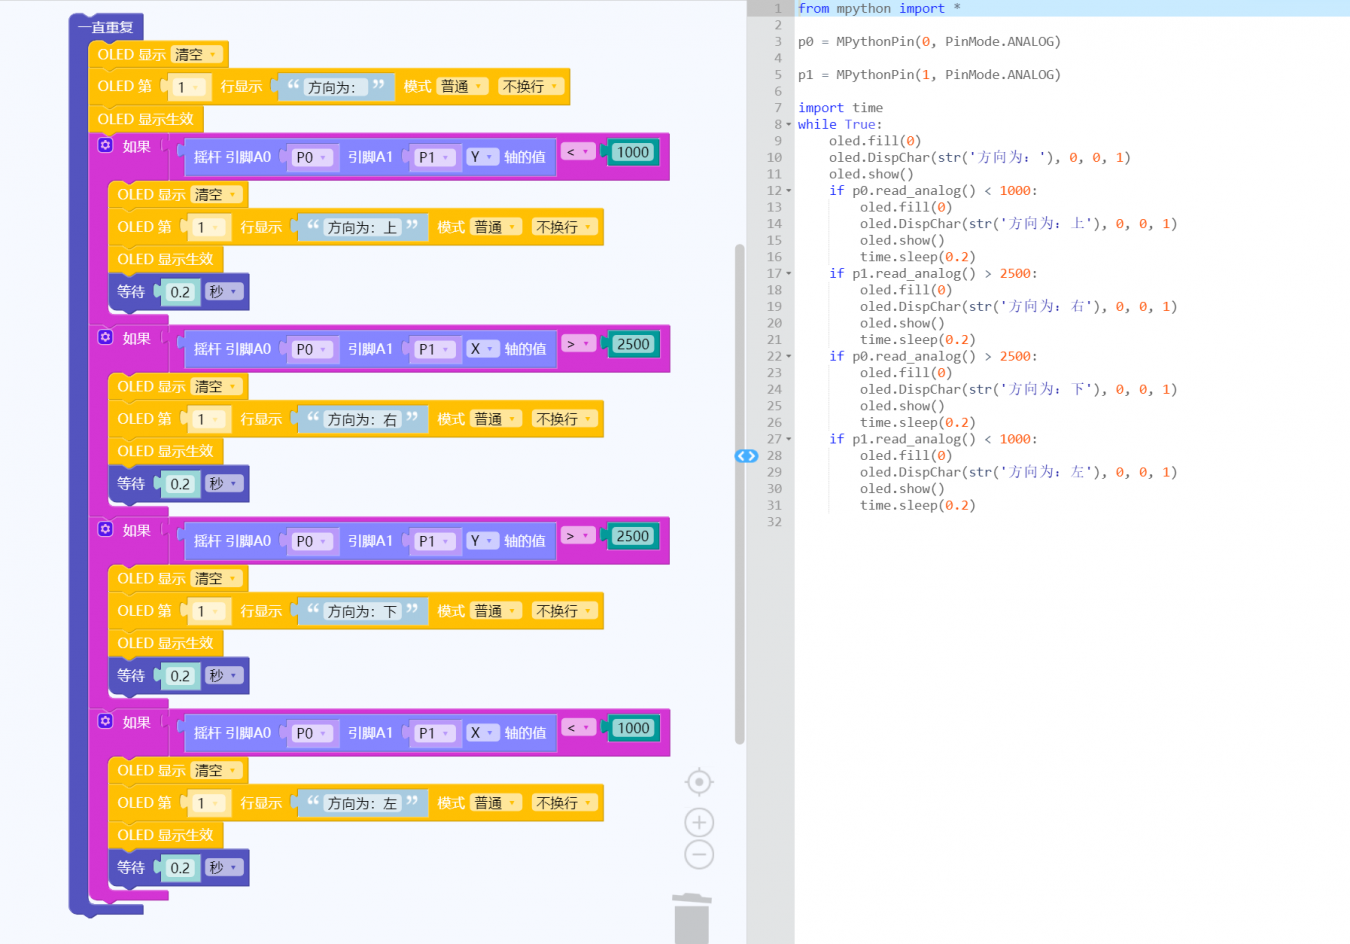 一直重复
OLED 显示 清空
OLED 第 1 行显示 “ 方向为： ” 模式 普通 不换行
OLED 显示生效
如果 摇杆 引脚A0 P0 引脚A1 P1 Y 轴的值 < 1000
OLED 显示 清空
OLED 第 1 行显示 “ 方向为：上 ” 模式 普通 不换行
OLED 显示生效
等待 0.2 秒
如果 摇杆 引脚A0 P0 引脚A1 P1 X 轴的值 > 2500
OLED 显示 清空
OLED 第 1 行显示 “ 方向为：右 ” 模式 普通 不换行
OLED 显示生效
等待 0.2 秒
如果 摇杆 引脚A0 P0 引脚A1 P1 Y 轴的值 > 2500
OLED 显示 清空
OLED 第 1 行显示 “ 方向为：下 ” 模式 普通 不换行
OLED 显示生效
等待 0.2 秒
如果 摇杆 引脚A0 P0 引脚A1 P1 X 轴的值 < 1000
OLED 显示 清空
OLED 第 1 行显示 “ 方向为：左 ” 模式 普通 不换行
OLED 显示生效
等待 0.2 秒
1 from mpython import *
2
3 p0 = MPythonPin(0, PinMode.ANALOG)
4
5 p1 = MPythonPin(1, PinMode.ANALOG)
6
7 import time
8 while True:
9     oled.fill(0)
10     oled.DispChar(str('方向为：'), 0, 0, 1)
11     oled.show()
12     if p0.read_analog() < 1000:
13         oled.fill(0)
14         oled.DispChar(str('方向为：上'), 0, 0, 1)
15         oled.show()
16         time.sleep(0.2)
17     if p1.read_analog() > 2500:
18         oled.fill(0)
19         oled.DispChar(str('方向为：右'), 0, 0, 1)
20         oled.show()
21         time.sleep(0.2)
22     if p0.read_analog() > 2500:
23         oled.fill(0)
24         oled.DispChar(str('方向为：下'), 0, 0, 1)
25         oled.show()
26         time.sleep(0.2)
27     if p1.read_analog() < 1000:
28         oled.fill(0)
29         oled.DispChar(str('方向为：左'), 0, 0, 1)
30         oled.show()
31         time.sleep(0.2)
32